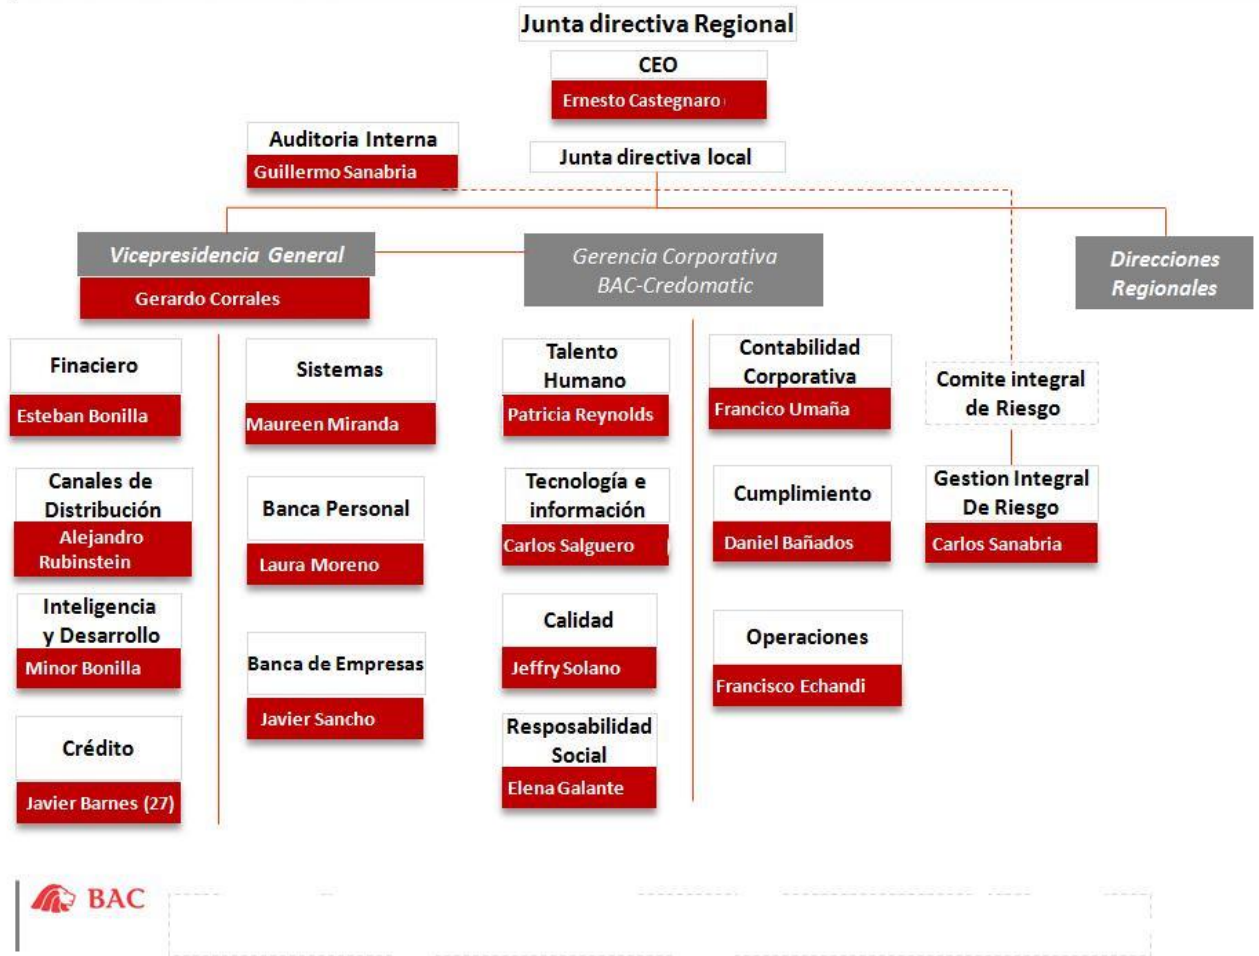 Junta directiva Regional
CEO
Ernesto Castegnaro
Auditoria Interna
Guillermo Sanabria
Junta directiva local
Vicepresidencia General
Gerardo Corrales
Gerencia Corporativa
BAC-Credomatic
Direcciones
Regionales
Finaciero
Esteban Bonilla
Canales de
Distribución
Alejandro
Rubinstein
Inteligencia
y Desarrollo
Minor Bonilla
Crédito
Javier Barnes (27)
Sistemas
Maureen Miranda
Banca Personal
Laura Moreno
Banca de Empresas
Javier Sancho
Talento
Humano
Patricia Reynolds
Tecnología e
información
Carlos Salguero
Calidad
Jeffry Solano
Resposabilidad
Social
Elena Galante
Contabilidad
Corporativa
Francico Umaña
Cumplimiento
Daniel Bañados
Operaciones
Francisco Echandi
Comite integral
de Riesgo
Gestion Integral
De Riesgo
Carlos Sanabria
BAC